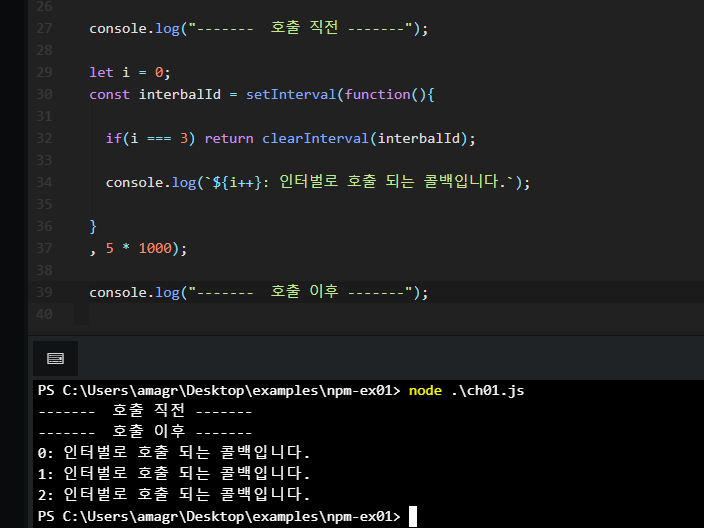 26
27 console.log("-------  호출 직전 -------");
28
29 let i = 0;
30 const interbalId = setInterval(function(){
31
32 if(i === 3) return clearInterval(interbalId);
33
34 console.log(`${i++}: 인터벌로 호출 되는 콜백입니다.`);
35
36 }
37 , 5 * 1000);
38
39 console.log("-------  호출 이후 -------");
40
PS C:\Users\amagr\Desktop\examples\npm-ex01> node .\ch01.js
-------  호출 직전 -------
-------  호출 이후 -------
0: 인터벌로 호출 되는 콜백입니다.
1: 인터벌로 호출 되는 콜백입니다.
2: 인터벌로 호출 되는 콜백입니다.
PS C:\Users\amagr\Desktop\examples\npm-ex01>